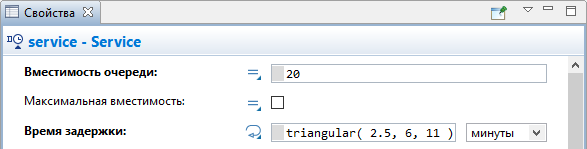 Свойства
service - Service
Вместимость очереди: 20
Максимальная вместимость:
Время задержки: triangular( 2.5, 6, 11 ) минуты